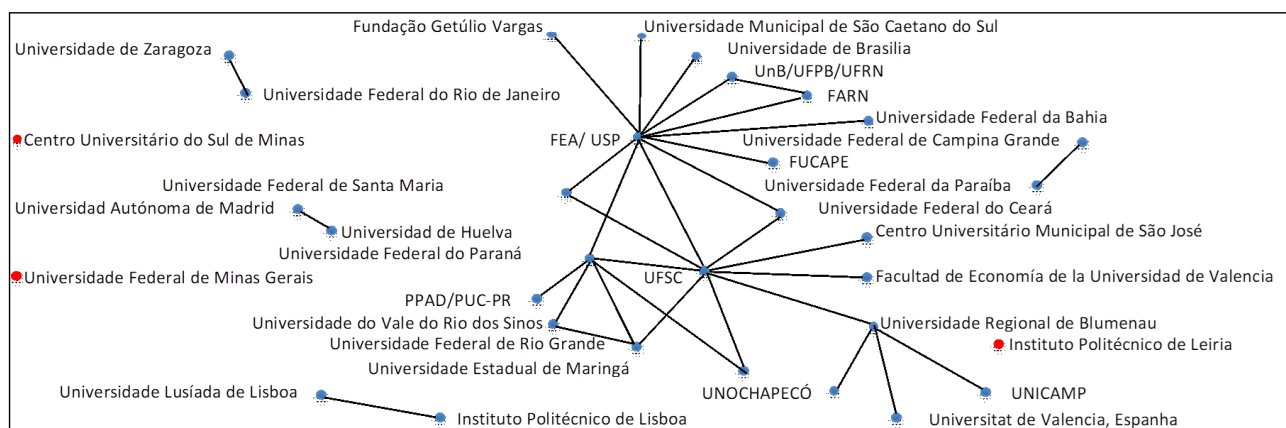 Fundação Getúlio Vargas
Universidade Municipal de São Caetano do Sul
Universidade de Zaragoza
Universidade de Brasilia
UnB/UFPB/UFRN
Universidade Federal do Rio de Janeiro
FARN
Universidade Federal da Bahia
Centro Universitário do Sul de Minas
FEA/ USP
Universidade Federal de Campina Grande
FUCAPE
Universidade Federal de Santa Maria
Universidade Federal da Paraíba
Universidad Autónoma de Madrid
Universidade Federal do Ceará
Universidad de Huelva
Centro Universitário Municipal de São José
Universidade Federal do Paraná
Universidade Federal de Minas Gerais
UFSC
Facultad de Economía de la Universidad de Valencia
PPAD/PUC-PR
Universidade do Vale do Rio dos Sinos
Universidade Regional de Blumenau
Universidade Federal de Rio Grande
Instituto Politécnico de Leiria
Universidade Estadual de Maringá
Universidade Lusíada de Lisboa
UNOCHAPECÓ
UNICAMP
Instituto Politécnico de Lisboa
Universitat de Valencia, Espanha